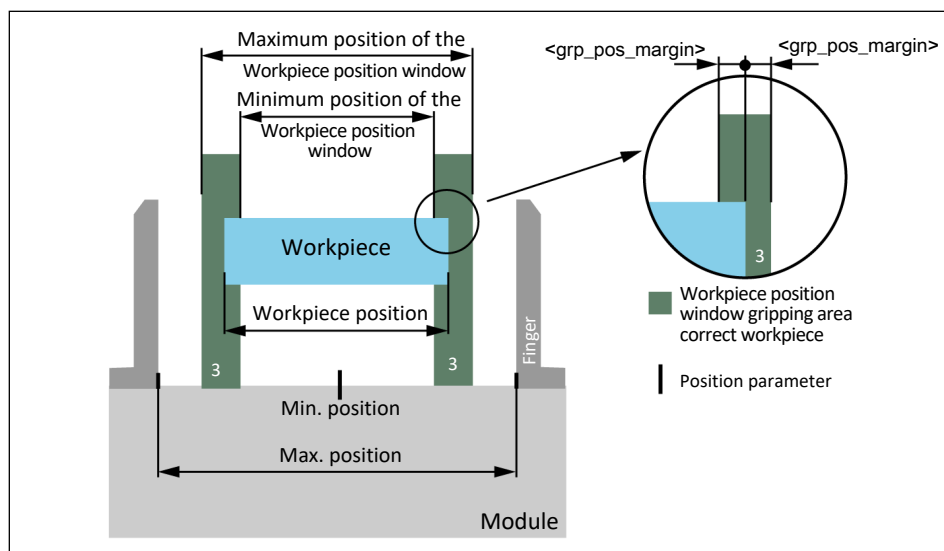 Maximum position of the
Workpiece position window
Minimum position of the
Workpiece position
window
Workpiece
Workpiece position
3
3
Finger
Min. position
Max. position
Module
<grp_pos_margin>
<grp_pos_margin>
3
Workpiece position
window gripping area
correct workpiece
Position parameter